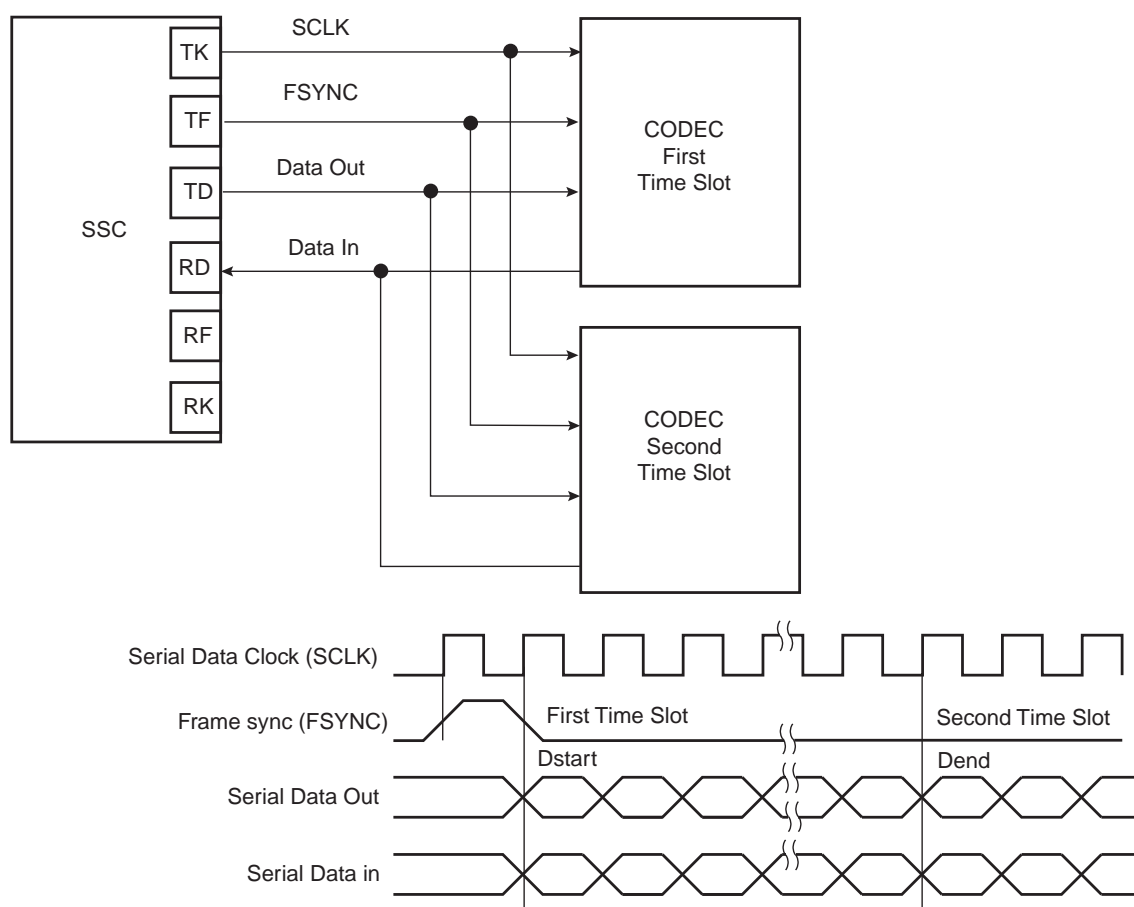 SSC
TK
TF
TD
RD
RF
RK
SCLK
FSYNC
Data Out
Data In
CODEC
First
Time Slot
CODEC
Second
Time Slot
Serial Data Clock (SCLK)
Frame sync (FSYNC)
First Time Slot
Second Time Slot
Dstart
Dend
Serial Data Out
Serial Data in